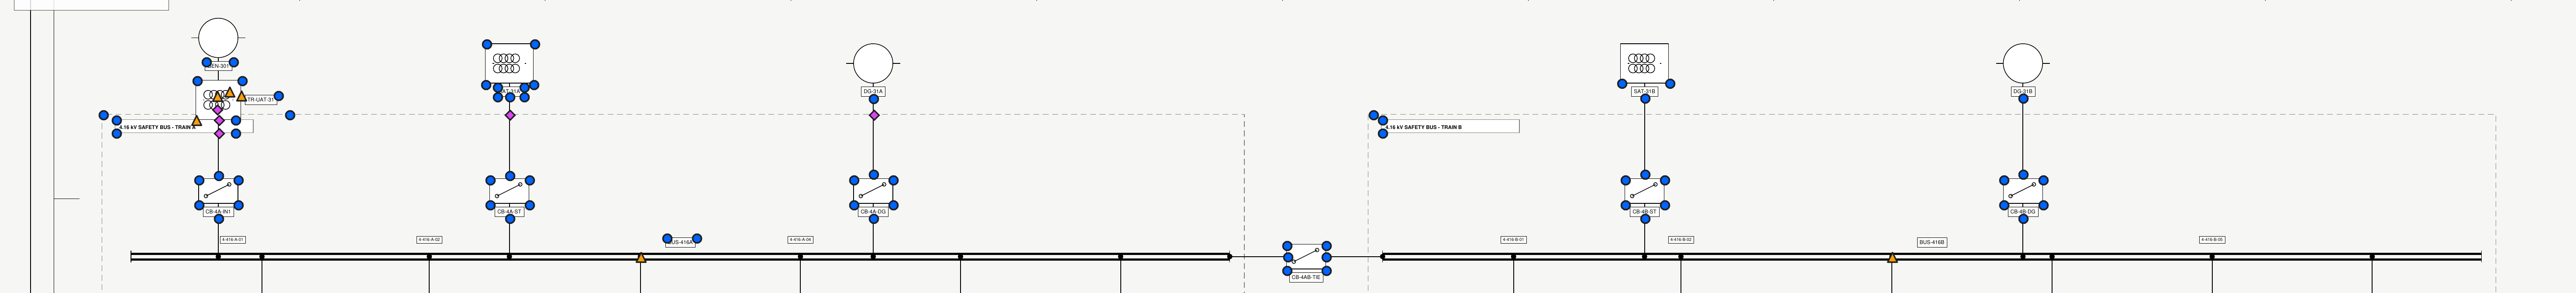 SAT-31B
DG-31A
DG-31B
TR-UAT-31
4.16 kV SAFETY BUS - TRAIN A
4.16 kV SAFETY BUS - TRAIN B
CB-4A-IN1
CB-4A-ST
CB-4A-DG
CB-4B-ST
CB-4B-DG
4-416-A-01
4-416-A-02
BUS-416A
4-416-A-04
4-416-B-01
4-416-B-02
BUS-416B
4-416-B-05
CB-4AB-TIE